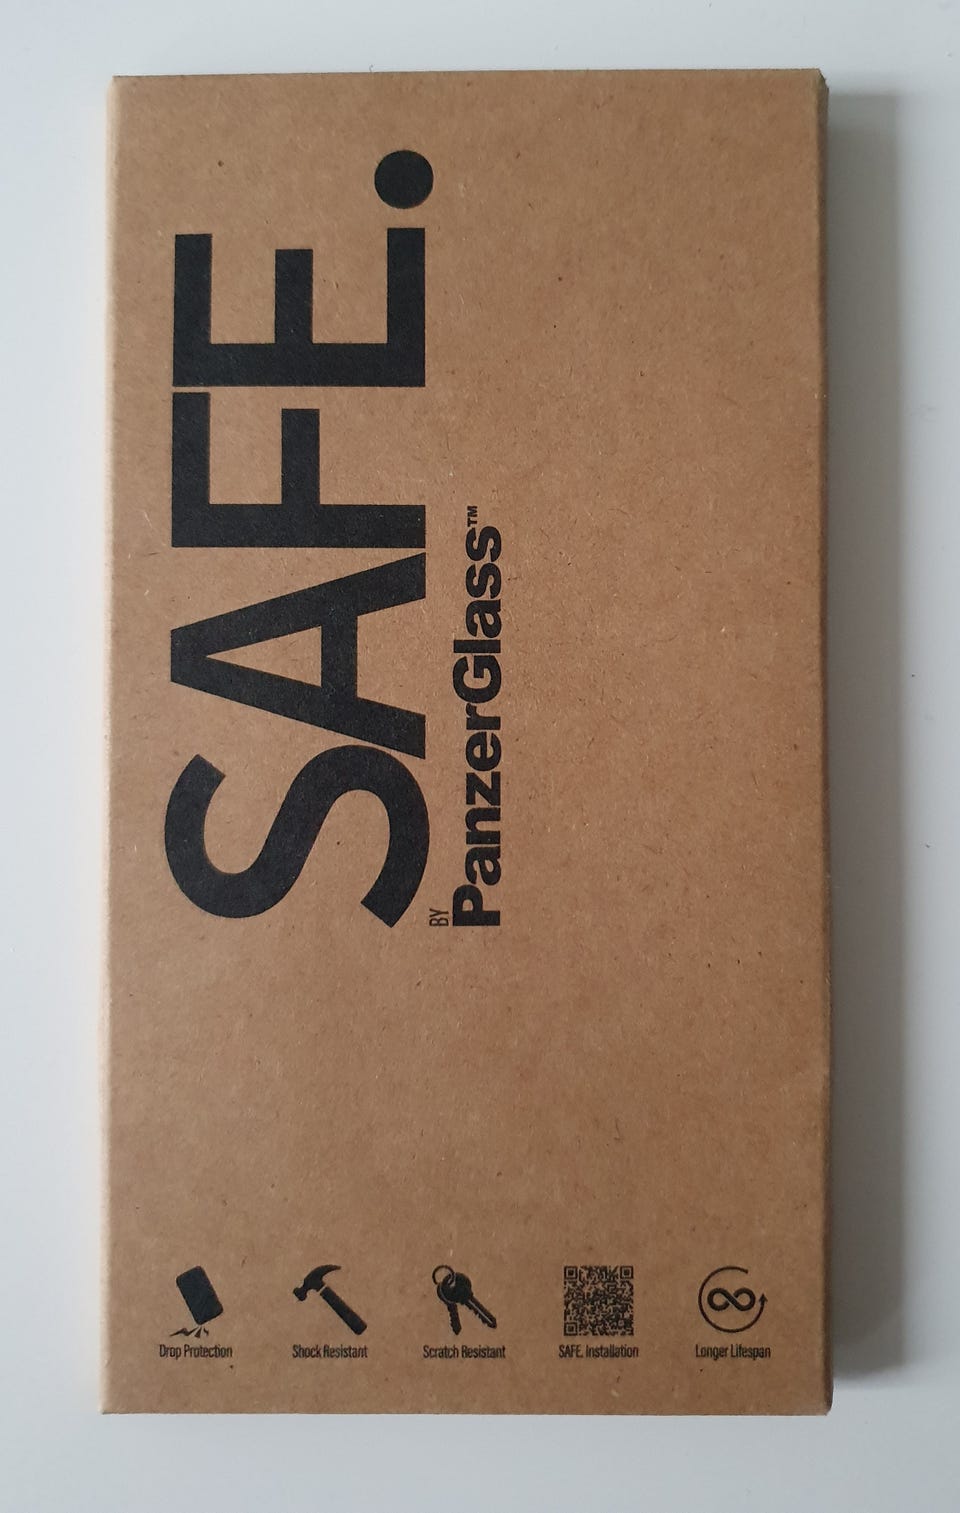 SAFE.
BY
PanzerGlass™
Drop Protection
Shock Resistant
Scratch Resistant
SAFE. Installation
Longer Lifespan